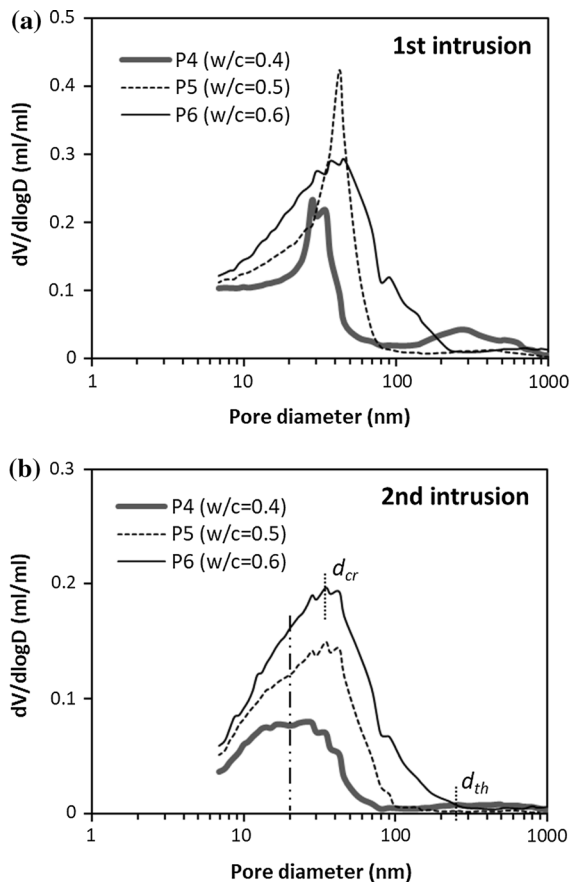 (a)
1st intrusion
P4 (w/c=0.4)
P5 (w/c=0.5)
P6 (w/c=0.6)
dV/dlogD (ml/ml)
0.5
0.4
0.3
0.2
0.1
0
1 10 100 1000
Pore diameter (nm)
(b)
2nd intrusion
P4 (w/c=0.4)
P5 (w/c=0.5)
P6 (w/c=0.6)
dV/dlogD (ml/ml)
0.3
0.2
0.1
0
d_cr
d_th
1 10 100 1000
Pore diameter (nm)